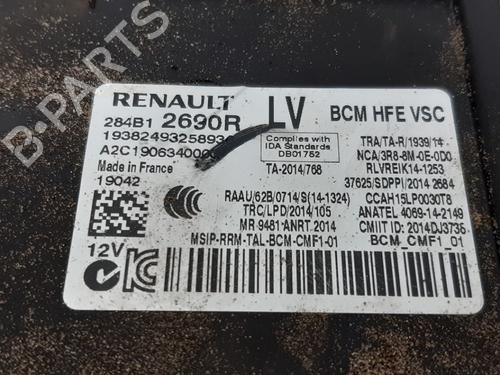 RENAULT LV BCM HFE VSC
284B1 2690R
Complies with
IDA Standards
DB01752
TRA/TA-R/1939/14
NCA/3R8-8M-0E-0D0
A2C1906340
TA-2014/768
RLVREIK14-1253
Made in France
37625/SDPPI/2014 2684
19042
RAAU/62B/0714/S(14-1324)
CCAH15LP0030T8
TRC/LPD/2014/105
ANATEL 4069-14-2149
MR 9481 ANRT 2014
CMIIT ID: 2014DJ3736
12V
MSIP-RRM-TAL-BCM-CMF1-01
BCM_CMF1_01
B-PARTS